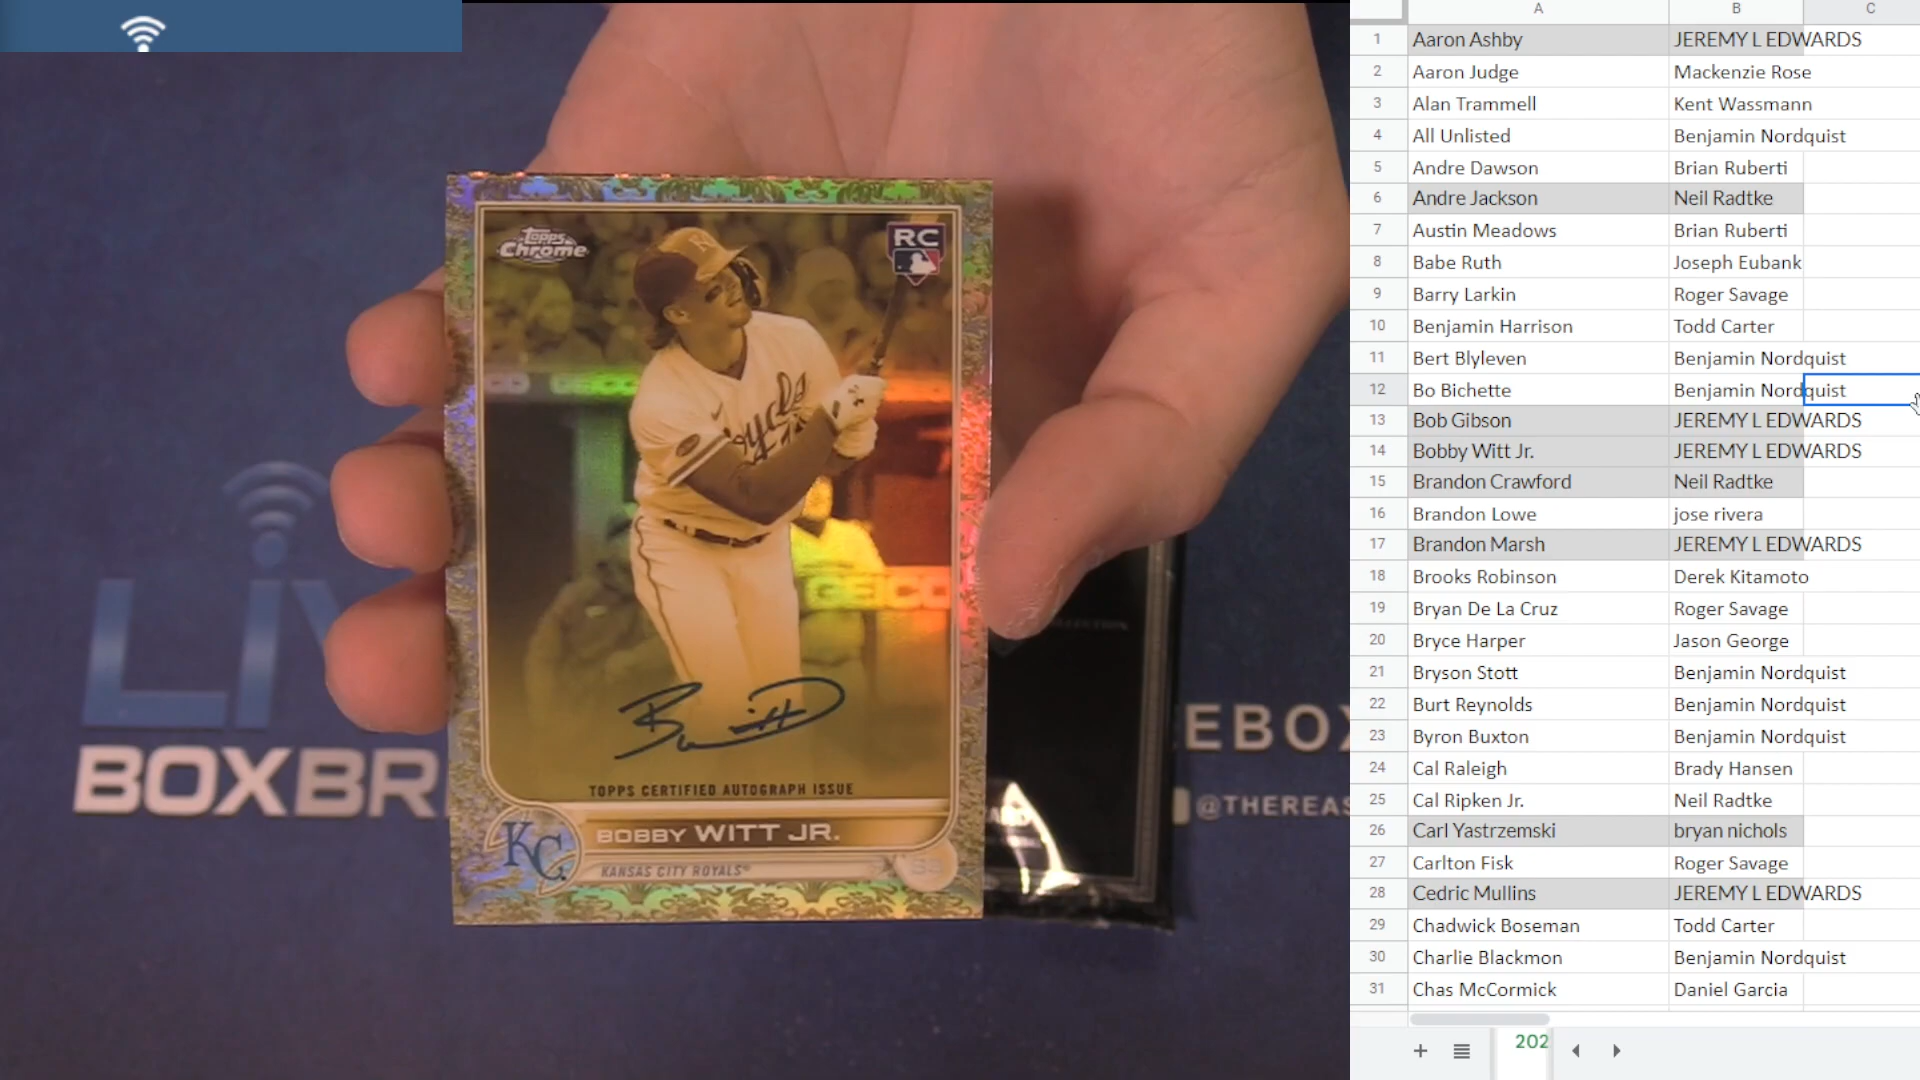 Topps
Chrome
RC
GEICO
Royals
TOPPS CERTIFIED AUTOGRAPH ISSUE
BOBBY WITT JR.
KC
KANSAS CITY ROYALS
LIV
BOXBR
EBOX
@THEREAS
A B C
1 Aaron Ashby JEREMY L EDWARDS
2 Aaron Judge Mackenzie Rose
3 Alan Trammell Kent Wassmann
4 All Unlisted Benjamin Nordquist
5 Andre Dawson Brian Ruberti
6 Andre Jackson Neil Radtke
7 Austin Meadows Brian Ruberti
8 Babe Ruth Joseph Eubank
9 Barry Larkin Roger Savage
10 Benjamin Harrison Todd Carter
11 Bert Blyleven Benjamin Nordquist
12 Bo Bichette Benjamin Nordquist
13 Bob Gibson JEREMY L EDWARDS
14 Bobby Witt Jr. JEREMY L EDWARDS
15 Brandon Crawford Neil Radtke
16 Brandon Lowe jose rivera
17 Brandon Marsh JEREMY L EDWARDS
18 Brooks Robinson Derek Kitamoto
19 Bryan De La Cruz Roger Savage
20 Bryce Harper Jason George
21 Bryson Stott Benjamin Nordquist
22 Burt Reynolds Benjamin Nordquist
23 Byron Buxton Benjamin Nordquist
24 Cal Raleigh Brady Hansen
25 Cal Ripken Jr. Neil Radtke
26 Carl Yastrzemski bryan nichols
27 Carlton Fisk Roger Savage
28 Cedric Mullins JEREMY L EDWARDS
29 Chadwick Boseman Todd Carter
30 Charlie Blackmon Benjamin Nordquist
31 Chas McCormick Daniel Garcia
202